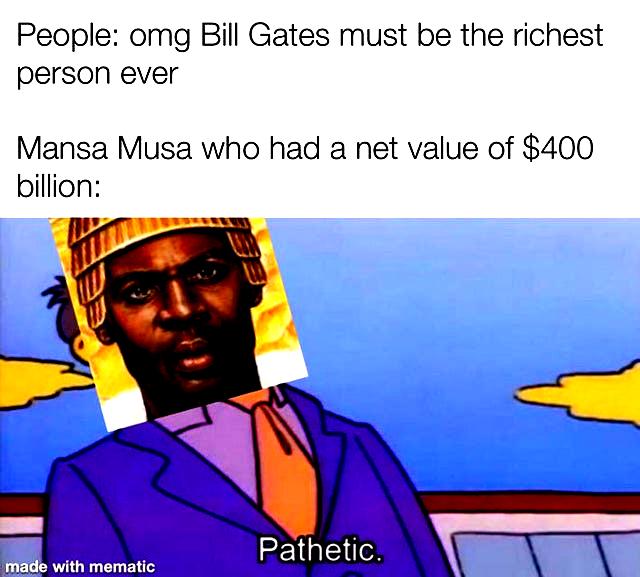 People: omg Bill Gates must be the richest
person ever
Mansa Musa who had a net value of $400
billion:
Pathetic.
made with mematic